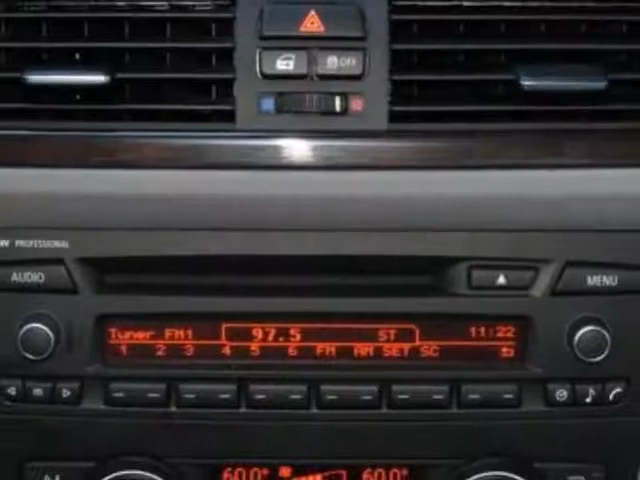 OFF
PROFESSIONAL
AUDIO
MENU
Tuner FM1 97.5 ST 11:22
1 2 3 4 5 6 FM AM SET SC
60.0° 60.0°